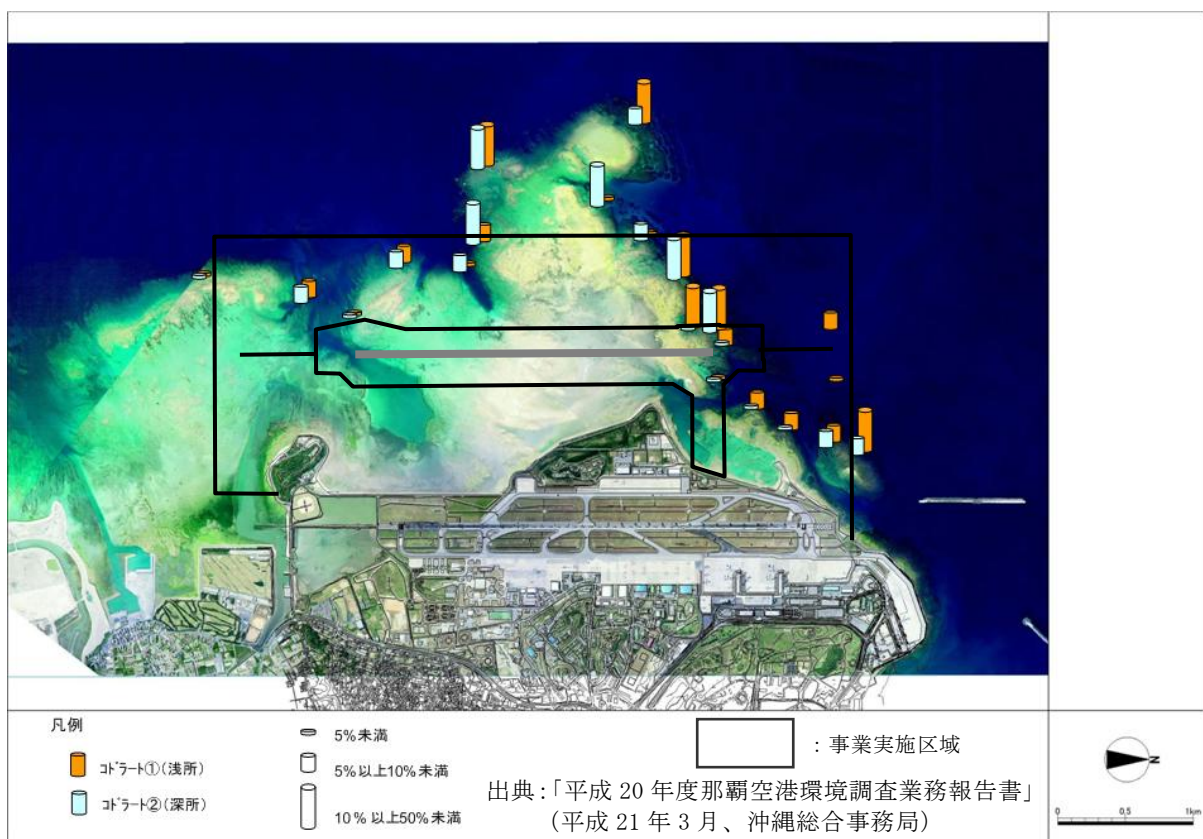 凡例
コドラート①(浅所)
コドラート②(深所)
5%未満
5%以上10%未満
10%以上50%未満
：事業実施区域
出典：「平成 20 年度那覇空港環境調査業務報告書」
（平成 21 年 3 月、沖縄総合事務局）
N
0 0.5 1km